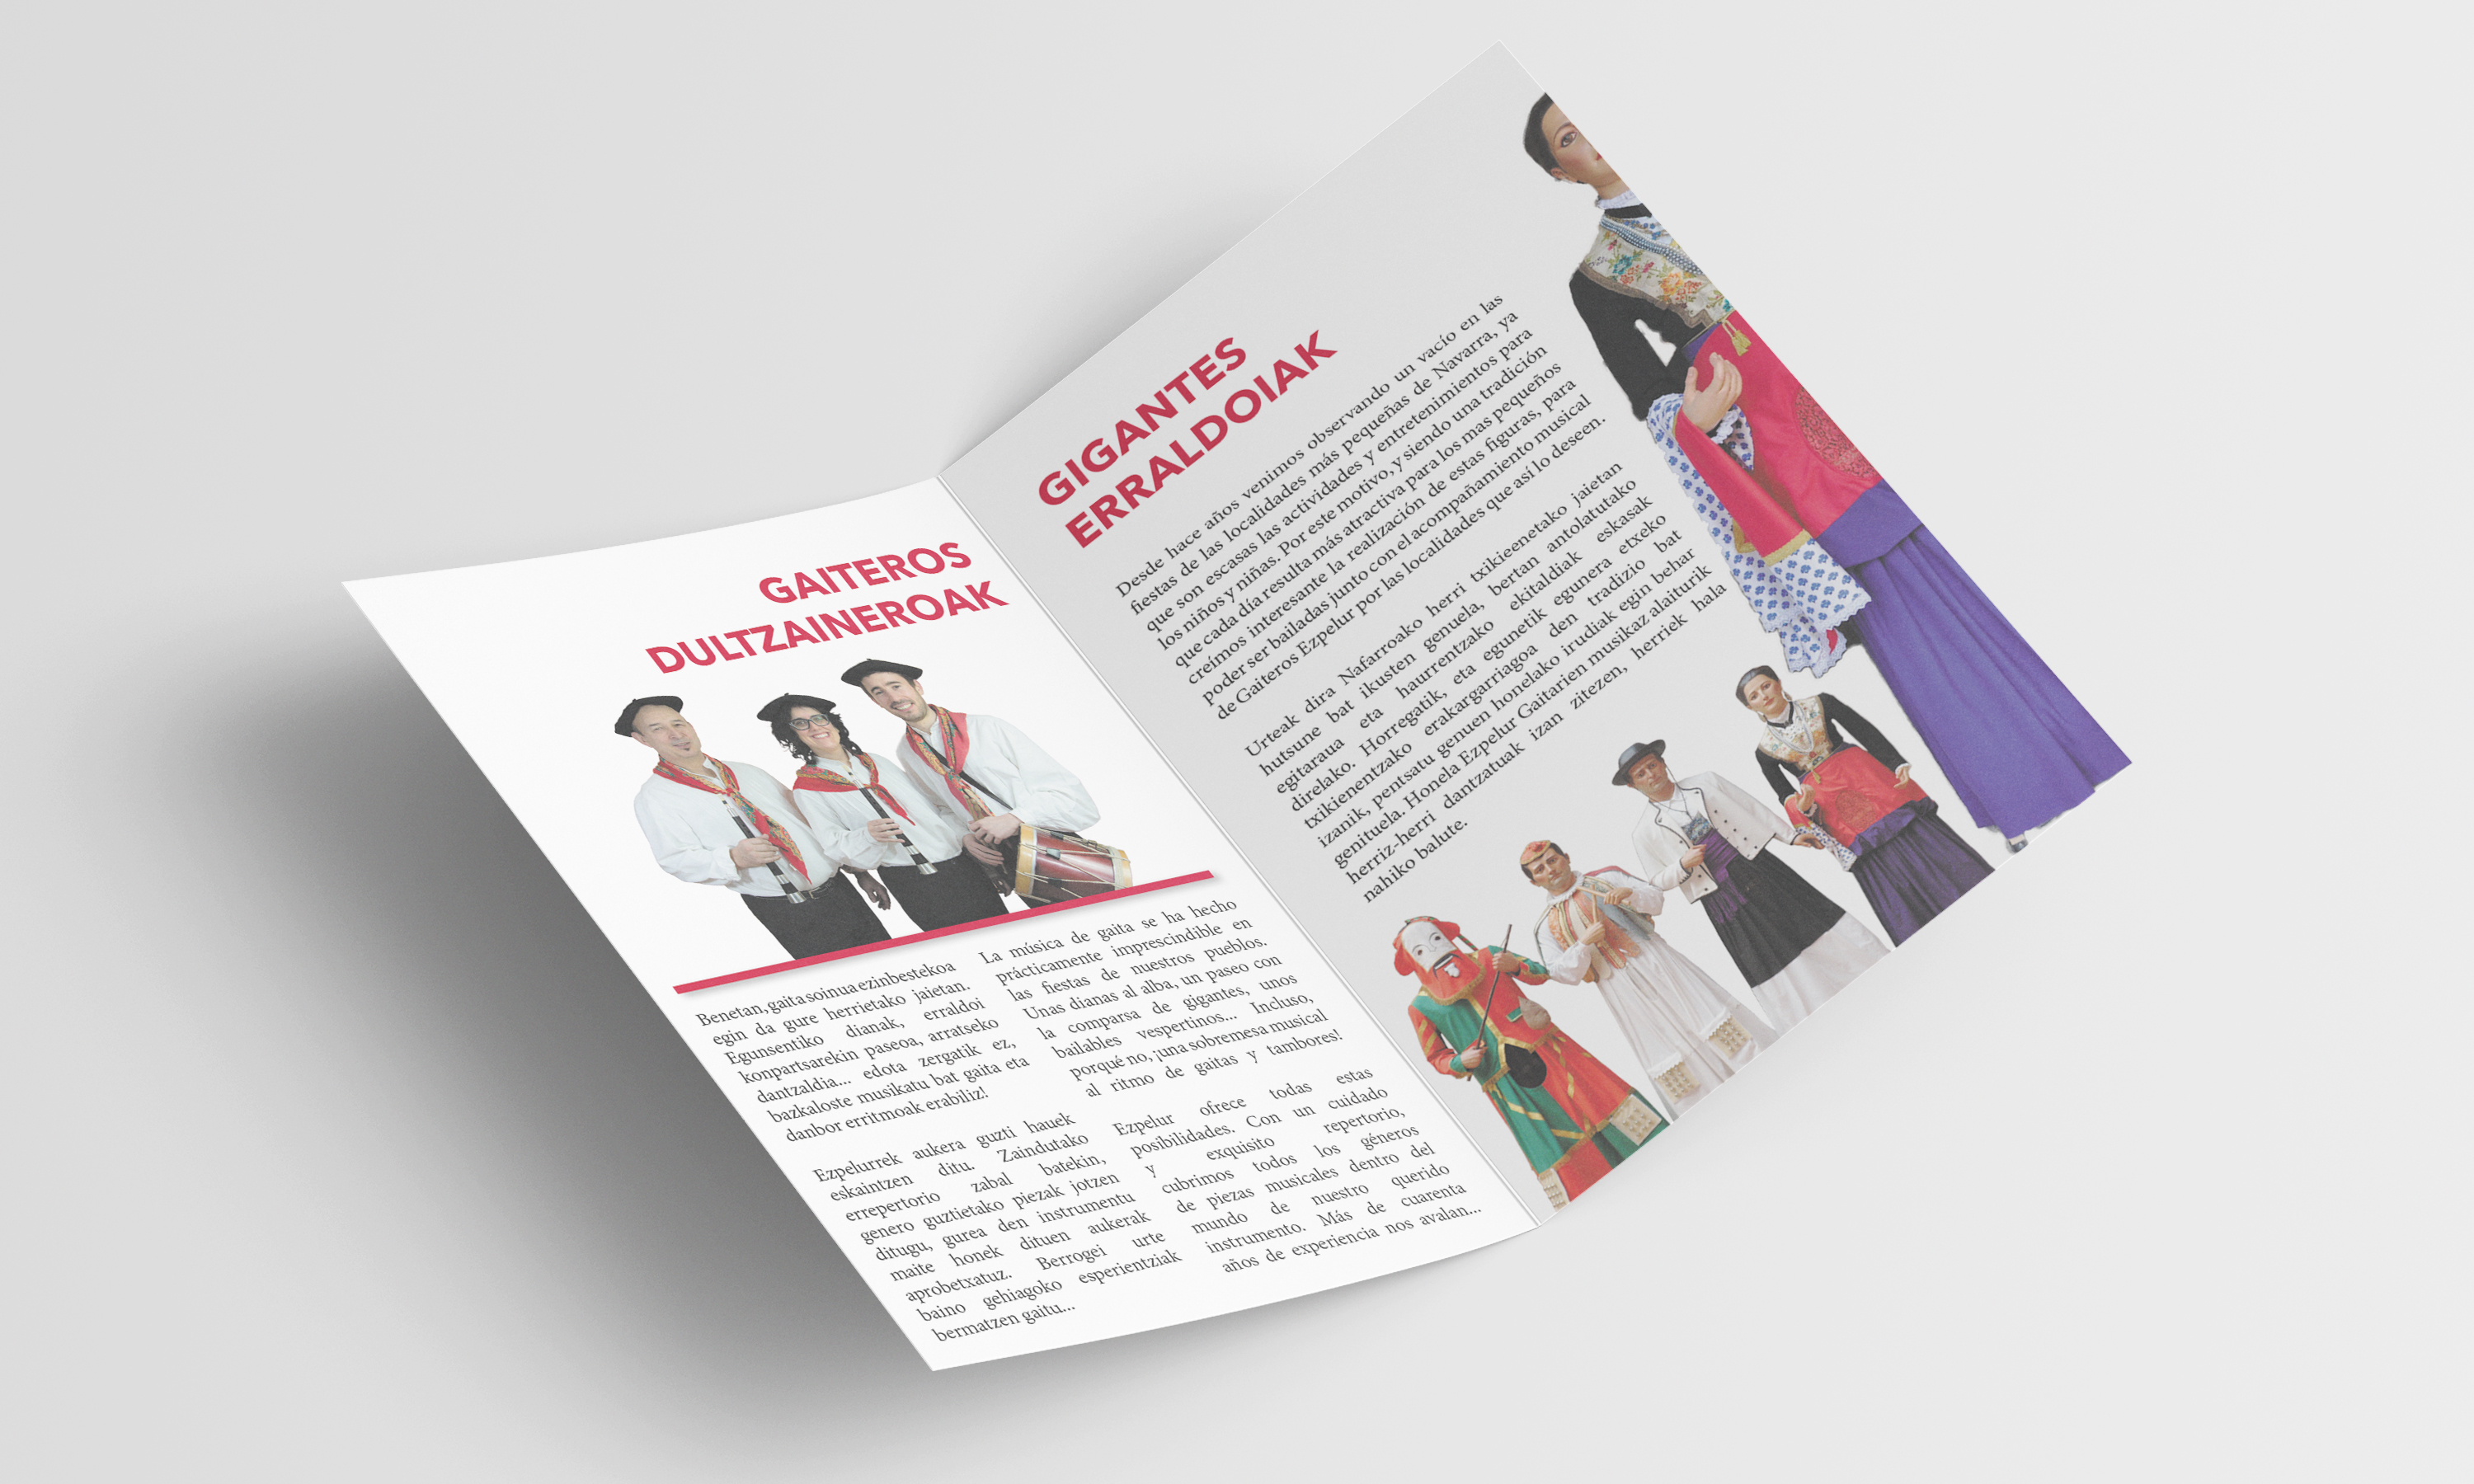 GAITEROS
DULTZAINEROAK
Benetan, gaita soinua ezinbestekoa
egin da gure herrietako jaietan.
Egunsentiko dianak, erraldoi
konpartsarekin paseoa, arratseko
dantzaldia... edota zergatik ez,
bazkaloste musikatu bat gaita eta
danbor erritmoak erabiliz!
Ezpelurrek aukera guzti hauek
eskaintzen ditu. Zaindutako
errepertorio zabal batekin,
genero guztietako piezak jotzen
ditugu, gurea den instrumentu
maite honek dituen aukerak
aprobetxatuz. Berrogei urte
baino gehiagoko esperientziak
bermatzen gaitu...
La música de gaita se ha hecho
prácticamente imprescindible en
las fiestas de nuestros pueblos.
Unas dianas al alba, un paseo con
la comparsa de gigantes, unos
bailables vespertinos... Incluso,
porqué no, ¡una sobremesa musical
al ritmo de gaitas y tambores!
Ezpelur ofrece todas estas
posibilidades. Con un cuidado
y exquisito repertorio,
cubrimos todos los géneros
de piezas musicales dentro del
mundo de nuestro querido
instrumento. Más de cuarenta
años de experiencia nos avalan...
GIGANTES
ERRALDOIAK
Desde hace años venimos observando un vacío en las
fiestas de las localidades más pequeñas de Navarra, ya
que son escasas las actividades y entretenimientos para
los niños y niñas. Por este motivo, y siendo una tradición
que cada día resulta más atractiva para los mas pequeños
creímos interesante la realización de estas figuras, para
poder ser bailadas junto con el acompañamiento musical
de Gaiteros Ezpelur por las localidades que así lo deseen.
Urteak dira Nafarroako herri txikieenetako jaietan
hutsune bat ikusten genuela, bertan antolatutako
egitaraua eta haurrentzako ekitaldiak eskasak
direlako. Horregatik, eta egunetik egunera etxeko
txikienentzako erakargarriagoa den tradizio bat
izanik, pentsatu genuen honelako irudiak egin behar
genituela. Honela Ezpelur Gaitarien musikaz alaiturik
herriz-herri dantzatuak izan zitezen, herriek hala
nahiko balute.